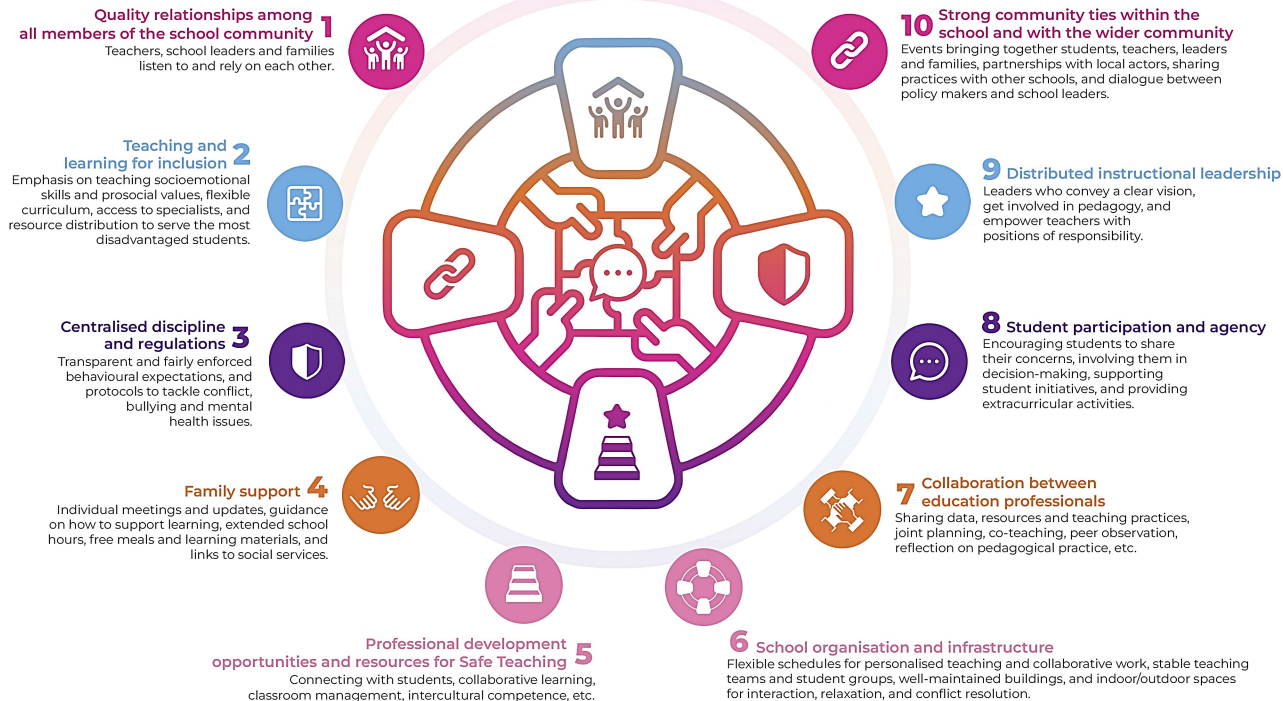 Quality relationships among
all members of the school community
1
Teachers, school leaders and families
listen to and rely on each other.
Teaching and
learning for inclusion
2
Emphasis on teaching socioemotional
skills and prosocial values, flexible
curriculum, access to specialists, and
resource distribution to serve the most
disadvantaged students.
Centralised discipline
and regulations
3
Transparent and fairly enforced
behavioural expectations, and
protocols to tackle conflict,
bullying and mental
health issues.
Family support 4
Individual meetings and updates, guidance
on how to support learning, extended school
hours, free meals and learning materials, and
links to social services.
Professional development
opportunities and resources for Safe Teaching
5
Connecting with students, collaborative learning,
classroom management, intercultural competence, etc.
6 School organisation and infrastructure
Flexible schedules for personalised teaching and collaborative work, stable teaching
teams and student groups, well-maintained buildings, and indoor/outdoor spaces
for interaction, relaxation, and conflict resolution.
7
Collaboration between
education professionals
Sharing data, resources and teaching practices,
joint planning, co-teaching, peer observation,
reflection on pedagogical practice, etc.
8 Student participation and agency
Encouraging students to share
their concerns, involving them in
decision-making, supporting
student initiatives, and providing
extracurricular activities.
9 Distributed instructional leadership
Leaders who convey a clear vision,
get involved in pedagogy, and
empower teachers with
positions of responsibility.
10
Strong community ties within the
school and with the wider community
Events bringing together students, teachers, leaders
and families, partnerships with local actors, sharing
practices with other schools, and dialogue between
policy makers and school leaders.